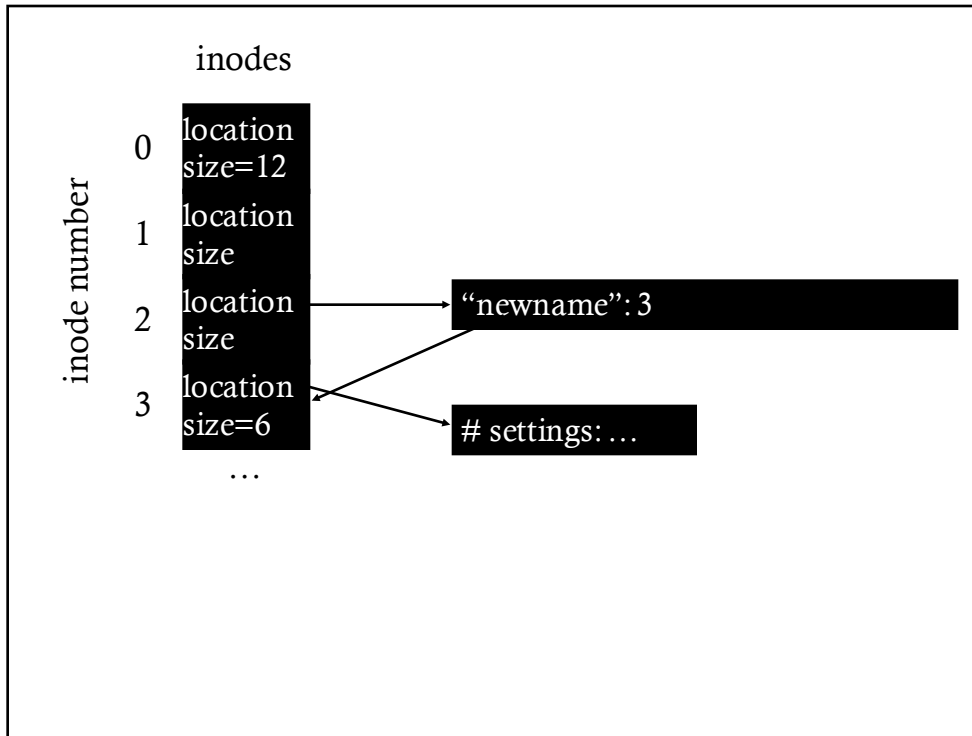 inodes
inode number
0
location
size=12
1
location
size
2
location
size
“newname”: 3
3
location
size=6
# settings: …
…